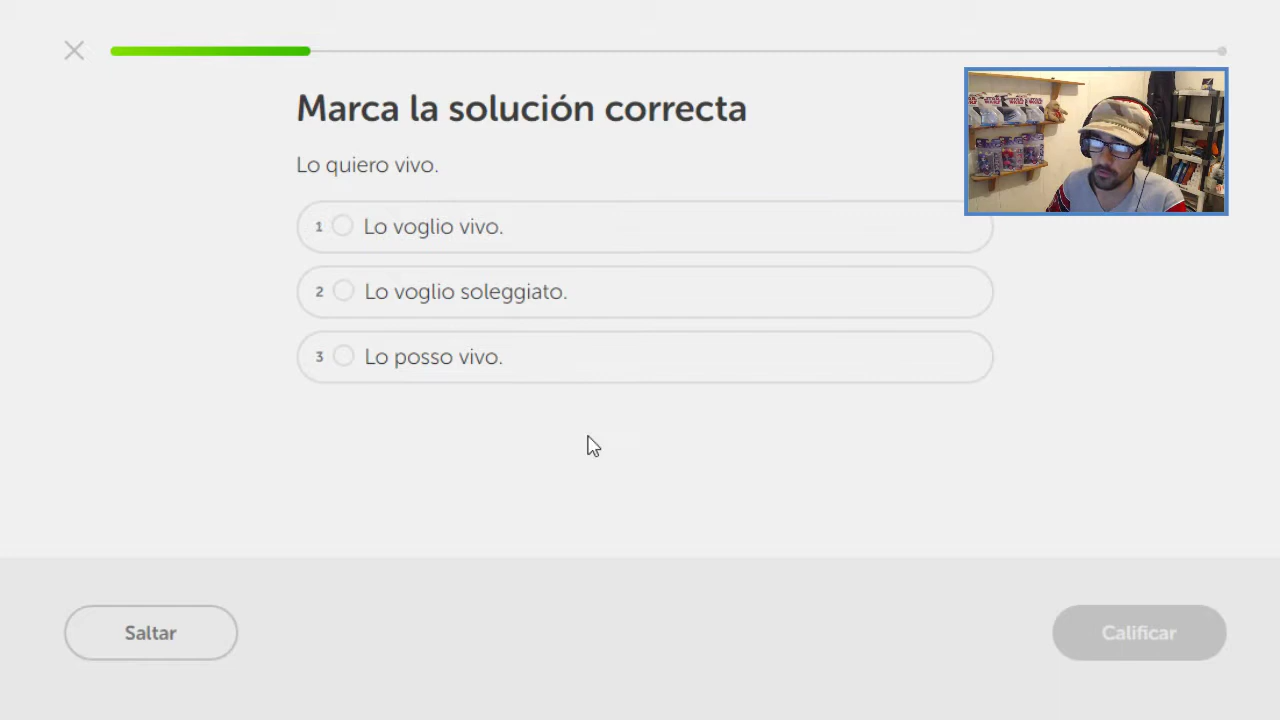 Marca la solución correcta
Lo quiero vivo.
1 Lo voglio vivo.
2 Lo voglio soleggiato.
3 Lo posso vivo.
Saltar
Calificar